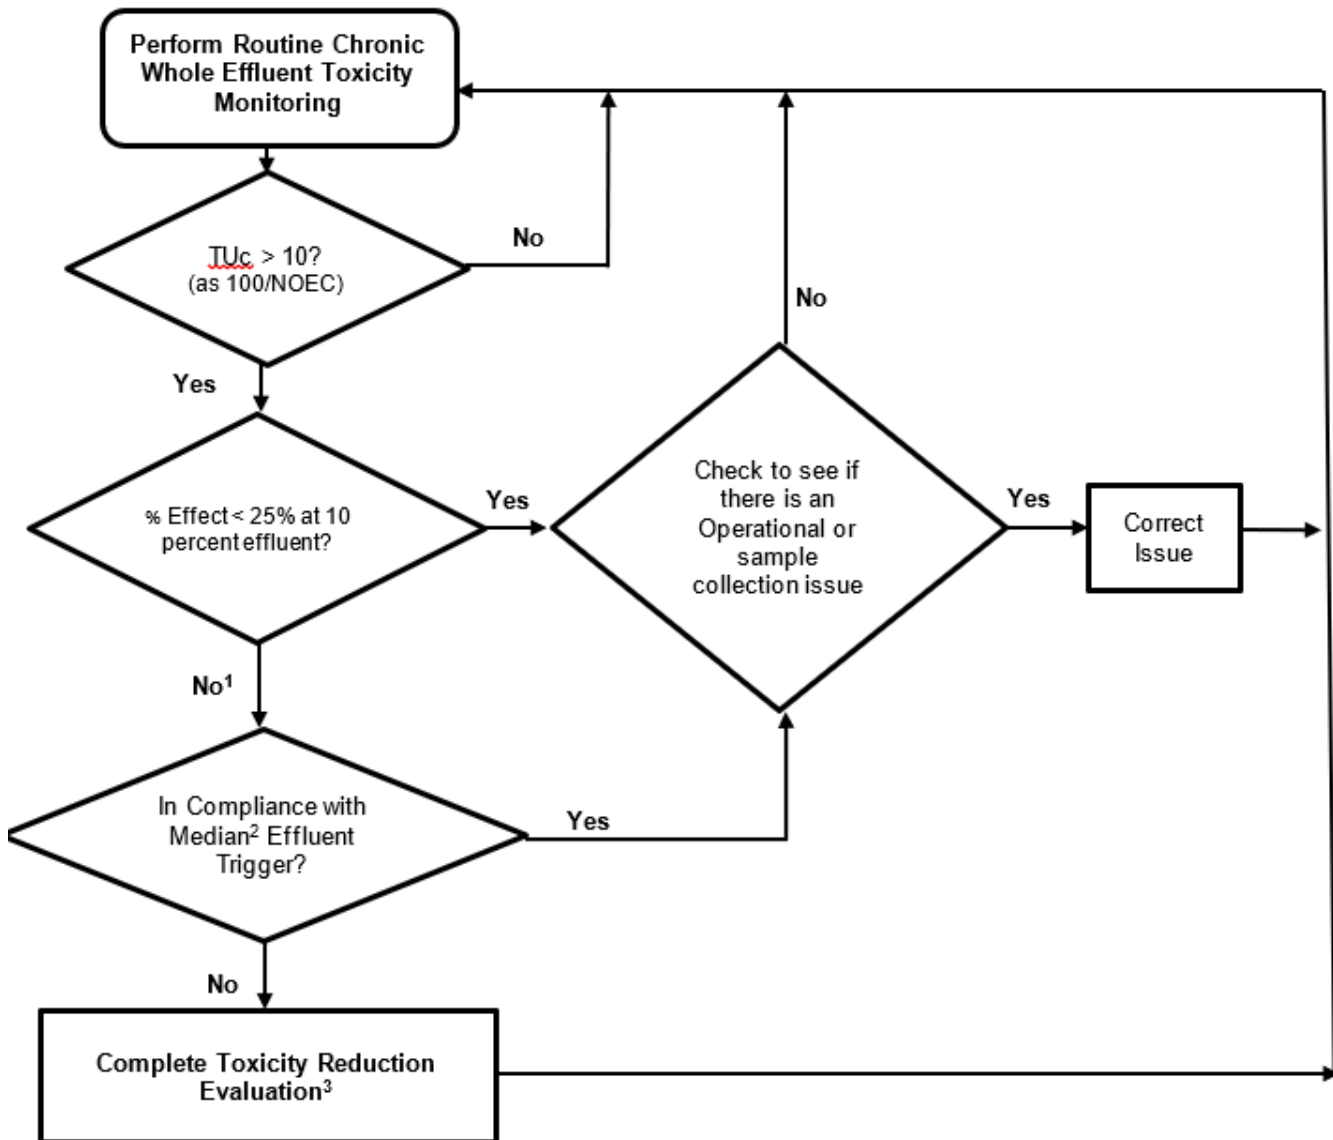 Perform Routine Chronic
Whole Effluent Toxicity
Monitoring
TUc > 10?
(as 100/NOEC)
No
Yes
% Effect < 25% at 10
percent effluent?
Yes
Check to see if
there is an
Operational or
sample
collection issue
No
Yes
Correct
Issue
No¹
In Compliance with
Median² Effluent
Trigger?
Yes
No
Complete Toxicity Reduction
Evaluation³